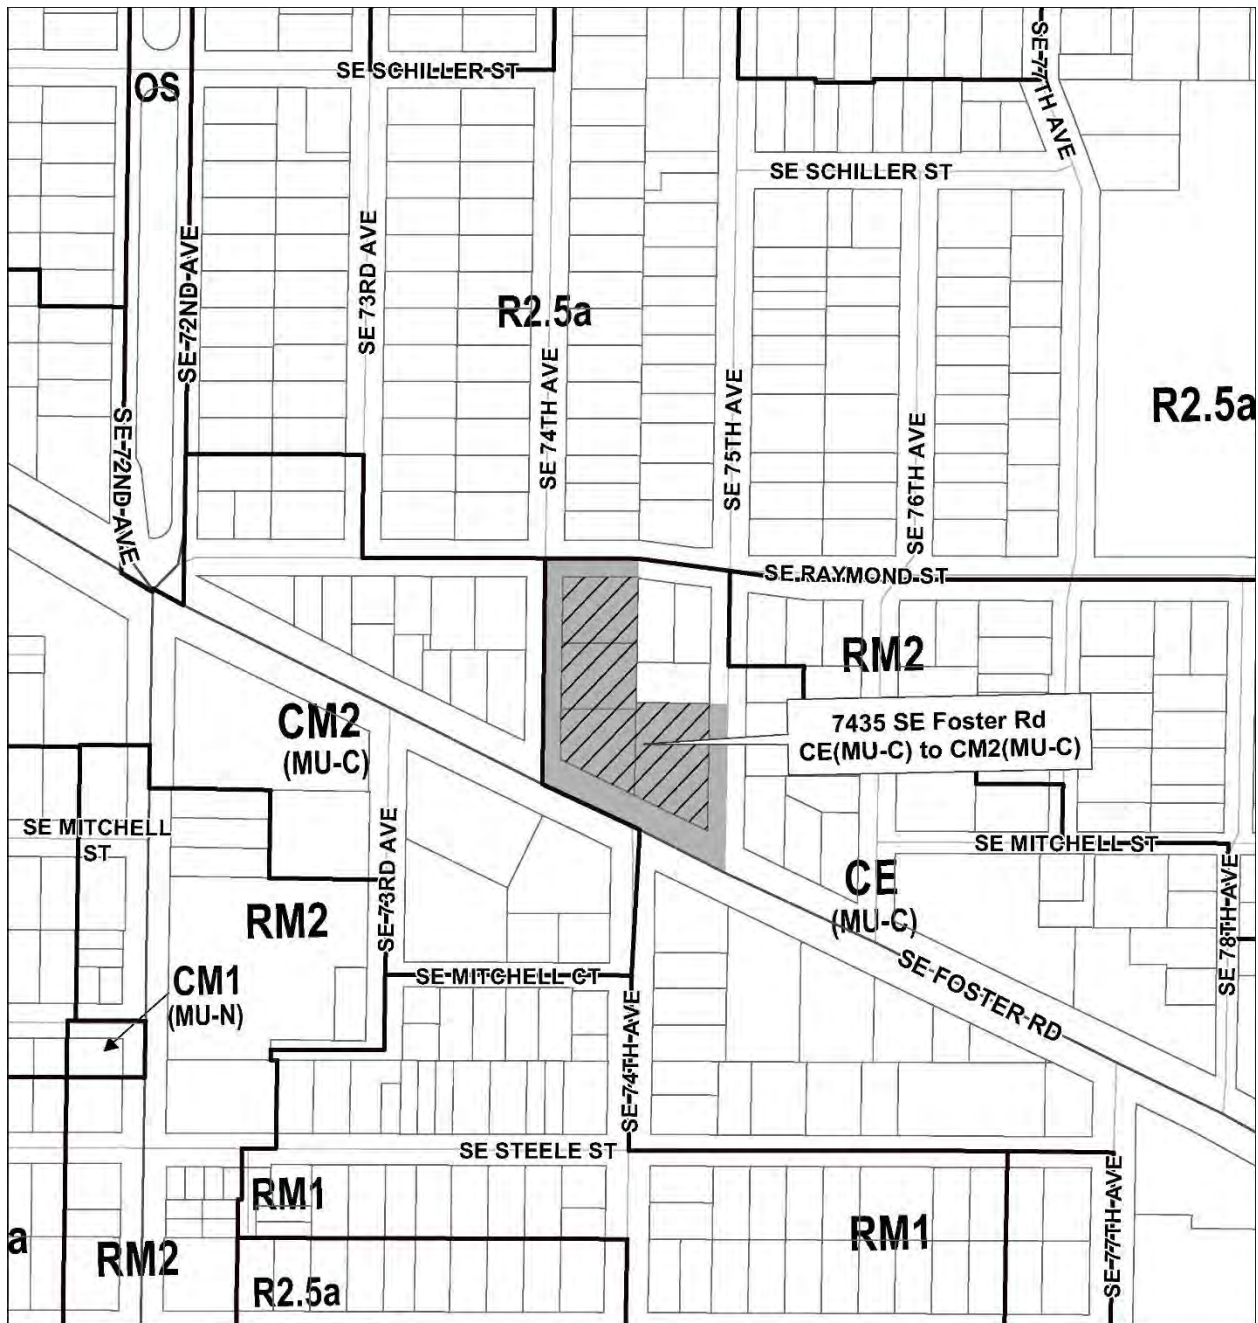 SE SCHILLER ST
OS
SE 77TH AVE
SE SCHILLER ST
SE 72ND AVE
SE 73RD AVE
R2.5a
SE 74TH AVE
SE 75TH AVE
R2.5a
SE 76TH AVE
SE 72ND AVE
SE RAYMOND ST
RM2
7435 SE Foster Rd
CE(MU-C) to CM2(MU-C)
CM2
(MU-C)
SE MITCHELL
ST
SE 73RD AVE
SE MITCHELL ST
CE
(MU-C)
SE 78TH AVE
RM2
SE FOSTER RD
SE MITCHELL CT
CM1
(MU-N)
SE 74TH AVE
SE STEELE ST
SE 77TH AVE
RM1
RM1
a
RM2
R2.5a